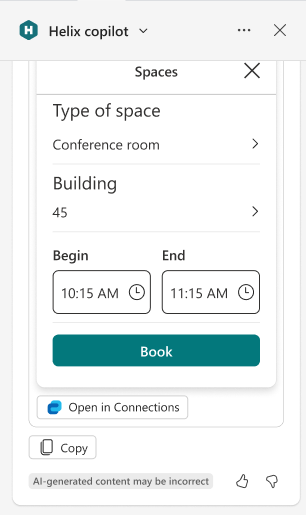 Helix copilot
Spaces
Type of space
Conference room
Building
45
Begin End
10:15 AM 11:15 AM
Book
Open in Connections
Copy
AI-generated content may be incorrect